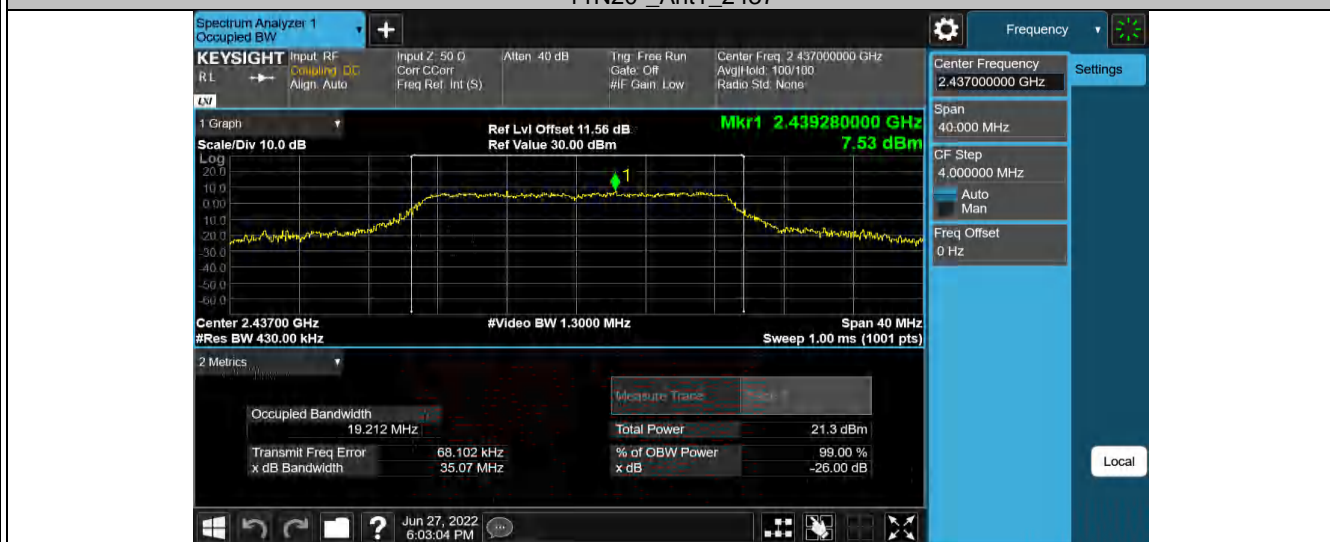 Spectrum Analyzer 1
Occupied BW
KEYSIGHT
RL
LXI
Input: RF
Coupling: DC
Align: Auto
Input Z: 50 Ω
Corr CCorr
Freq Ref: Int (S)
Atten: 40 dB
Trig: Free Run
Gate: Off
#IF Gain: Low
Center Freq: 2.437000000 GHz
Avg|Hold: 100/100
Radio Std: None
1 Graph
Scale/Div 10.0 dB
Ref Lvl Offset 11.56 dB
Ref Value 30.00 dBm
Mkr1 2.439280000 GHz
7.53 dBm
Log
20.0
10.0
0.00
-10.0
-20.0
-30.0
-40.0
-50.0
-60.0
1
Center 2.43700 GHz
#Res BW 430.00 kHz
#Video BW 1.3000 MHz
Span 40 MHz
Sweep 1.00 ms (1001 pts)
2 Metrics
Measure Trace
Occupied Bandwidth
19.212 MHz
Transmit Freq Error 68.102 kHz
x dB Bandwidth 35.07 MHz
Total Power 21.3 dBm
% of OBW Power 99.00 %
x dB -26.00 dB
? Jun 27, 2022
6:03:04 PM
Frequency
Settings
Center Frequency
2.437000000 GHz
Span
40.000 MHz
CF Step
4.000000 MHz
Auto
Man
Freq Offset
0 Hz
Local